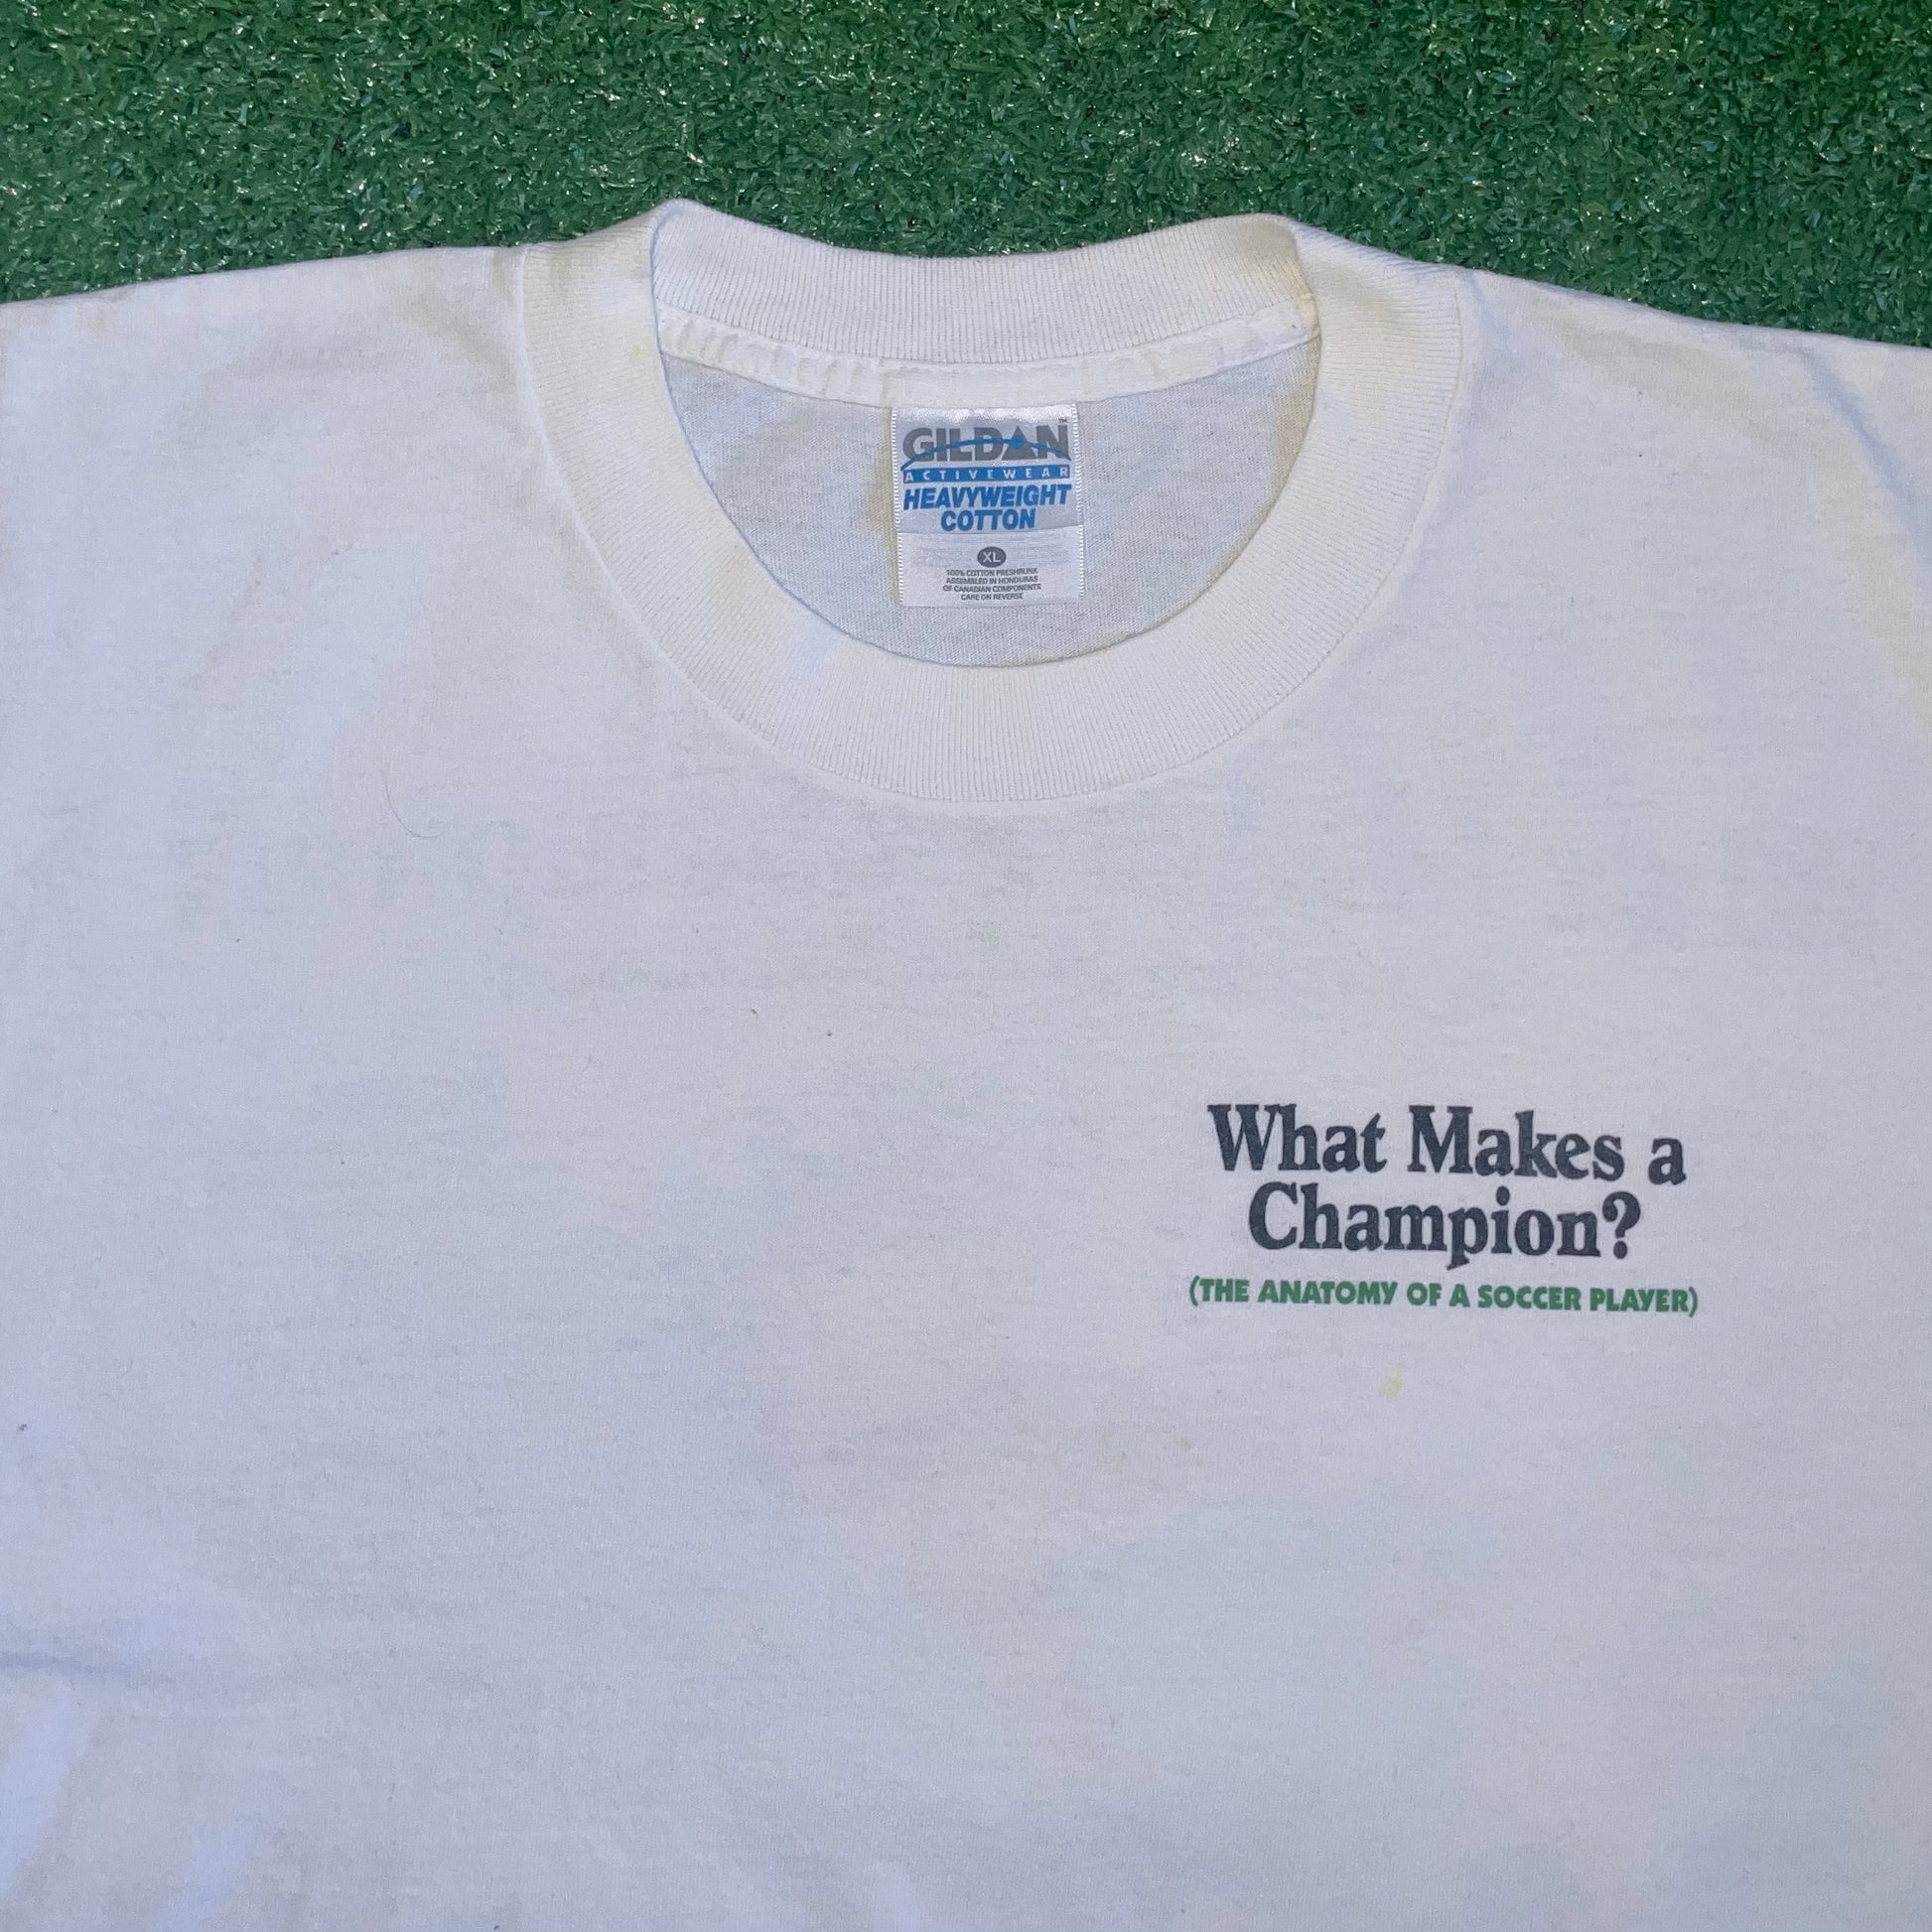 GILDAN
ACTIVEWEAR
HEAVYWEIGHT
COTTON
XL
100% COTTON PRESHRUNK
ASSEMBLED IN HONDURAS
OF CANADIAN COMPONENTS
CARE ON REVERSE
What Makes a
Champion?
(THE ANATOMY OF A SOCCER PLAYER)